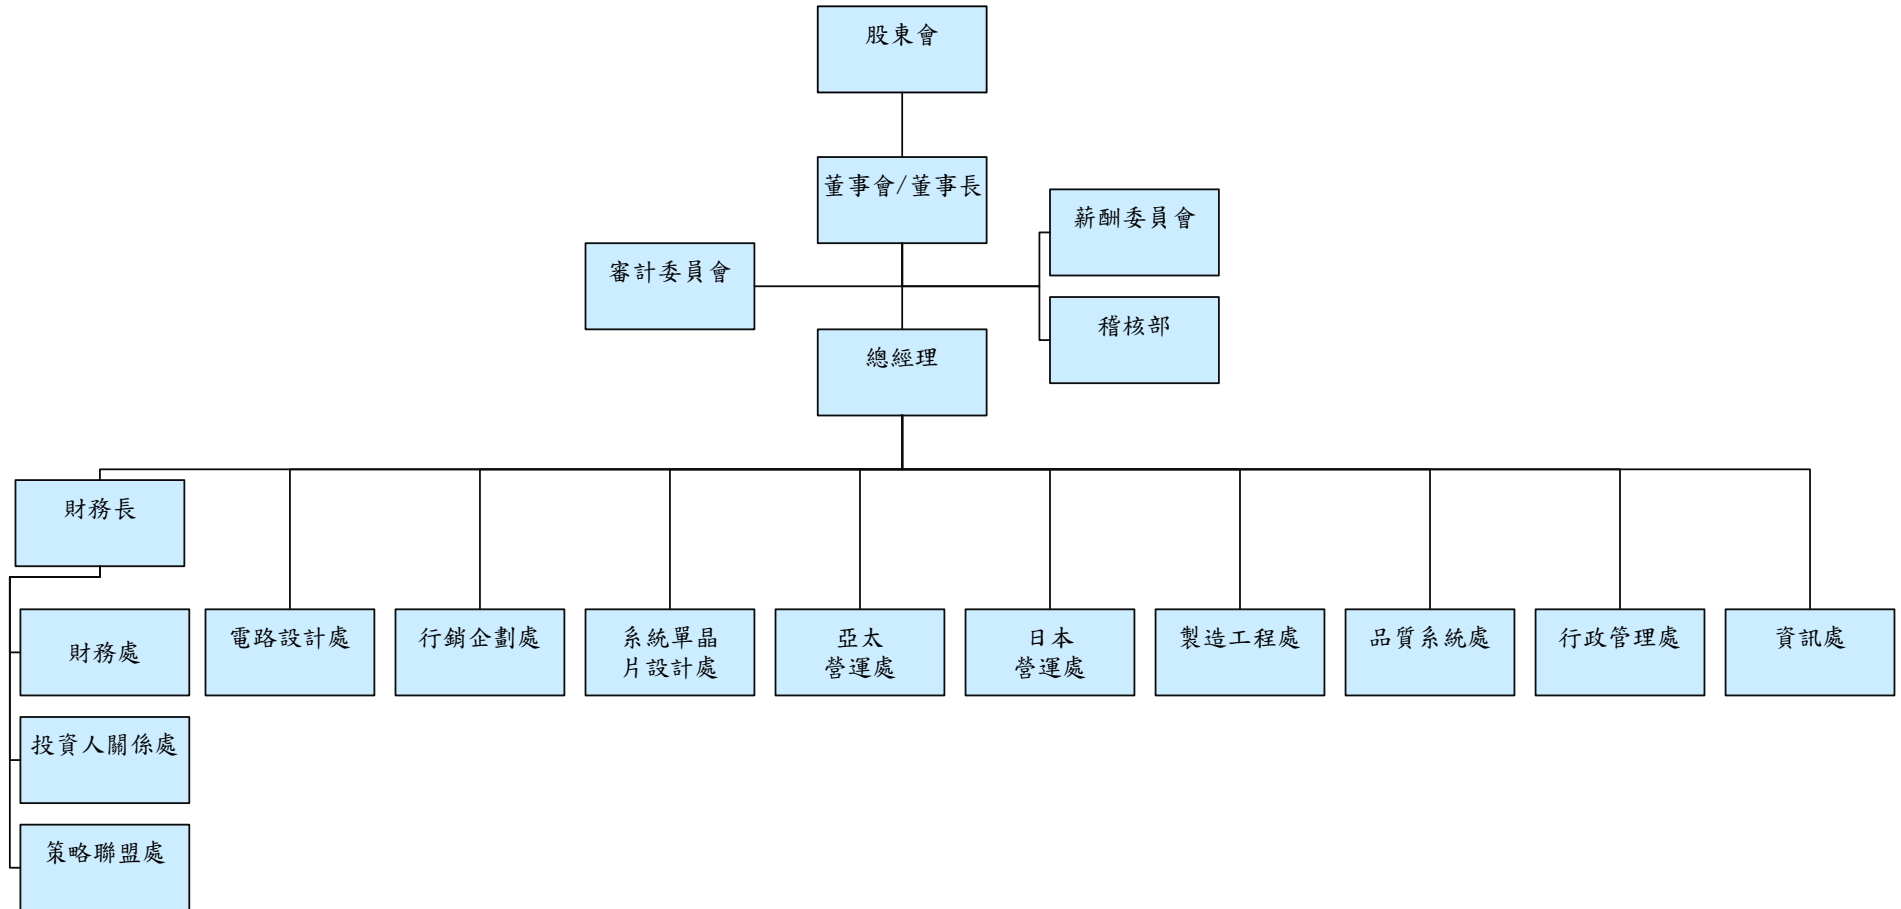 股東會
董事會/董事長
薪酬委員會
審計委員會
稽核部
總經理
財務長
財務處
電路設計處
行銷企劃處
系統單晶
片設計處
亞太
營運處
日本
營運處
製造工程處
品質系統處
行政管理處
資訊處
投資人關係處
策略聯盟處